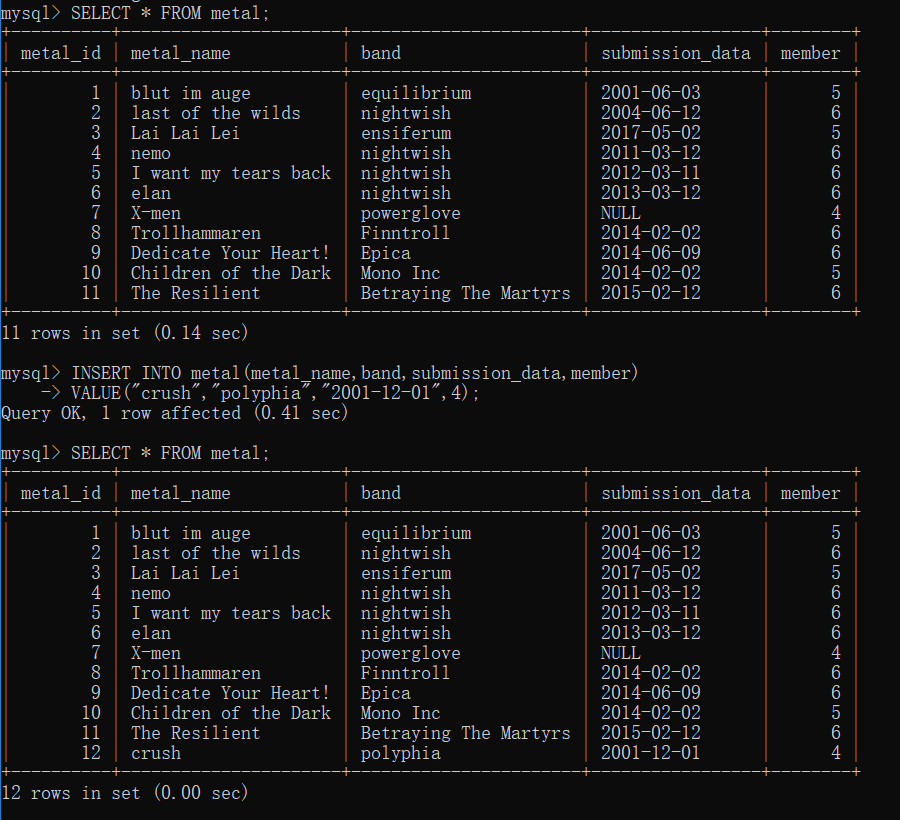 mysql> SELECT * FROM metal;
+----------+----------------------+-----------------------+-----------------+--------+
| metal_id | metal_name | band | submission_data | member |
+----------+----------------------+-----------------------+-----------------+--------+
| 1 | blut im auge | equilibrium | 2001-06-03 | 5 |
| 2 | last of the wilds | nightwish | 2004-06-12 | 6 |
| 3 | Lai Lai Lei | ensiferum | 2017-05-02 | 5 |
| 4 | nemo | nightwish | 2011-03-12 | 6 |
| 5 | I want my tears back | nightwish | 2012-03-11 | 6 |
| 6 | elan | nightwish | 2013-03-12 | 6 |
| 7 | X-men | powerglove | NULL | 4 |
| 8 | Trollhammaren | Finntroll | 2014-02-02 | 6 |
| 9 | Dedicate Your Heart! | Epica | 2014-06-09 | 6 |
| 10 | Children of the Dark | Mono Inc | 2014-02-02 | 5 |
| 11 | The Resilient | Betraying The Martyrs | 2015-02-12 | 6 |
+----------+----------------------+-----------------------+-----------------+--------+
11 rows in set (0.14 sec)
mysql> INSERT INTO metal(metal_name,band,submission_data,member)
-> VALUE("crush","polyphia","2001-12-01",4);
Query OK, 1 row affected (0.41 sec)
mysql> SELECT * FROM metal;
+----------+----------------------+-----------------------+-----------------+--------+
| metal_id | metal_name | band | submission_data | member |
+----------+----------------------+-----------------------+-----------------+--------+
| 1 | blut im auge | equilibrium | 2001-06-03 | 5 |
| 2 | last of the wilds | nightwish | 2004-06-12 | 6 |
| 3 | Lai Lai Lei | ensiferum | 2017-05-02 | 5 |
| 4 | nemo | nightwish | 2011-03-12 | 6 |
| 5 | I want my tears back | nightwish | 2012-03-11 | 6 |
| 6 | elan | nightwish | 2013-03-12 | 6 |
| 7 | X-men | powerglove | NULL | 4 |
| 8 | Trollhammaren | Finntroll | 2014-02-02 | 6 |
| 9 | Dedicate Your Heart! | Epica | 2014-06-09 | 6 |
| 10 | Children of the Dark | Mono Inc | 2014-02-02 | 5 |
| 11 | The Resilient | Betraying The Martyrs | 2015-02-12 | 6 |
| 12 | crush | polyphia | 2001-12-01 | 4 |
+----------+----------------------+-----------------------+-----------------+--------+
12 rows in set (0.00 sec)